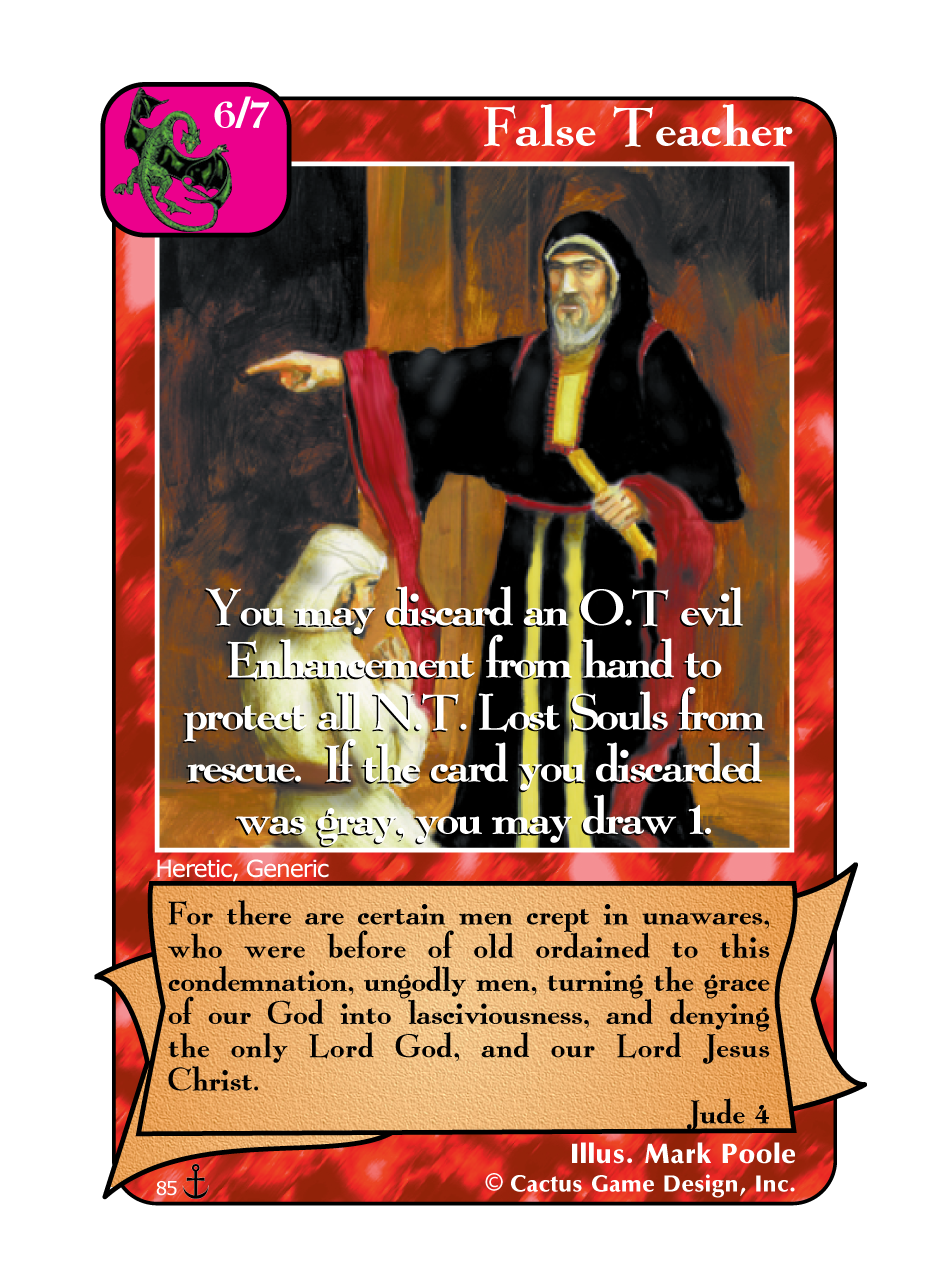 6/7
False Teacher
You may discard an O.T evil
Enhancement from hand to
protect all N.T. Lost Souls from
rescue. If the card you discarded
was gray, you may draw 1.
Heretic, Generic
For there are certain men crept in unawares,
who were before of old ordained to this
condemnation, ungodly men, turning the grace
of our God into lasciviousness, and denying
the only Lord God, and our Lord Jesus
Christ.
Jude 4
Illus. Mark Poole
85
© Cactus Game Design, Inc.